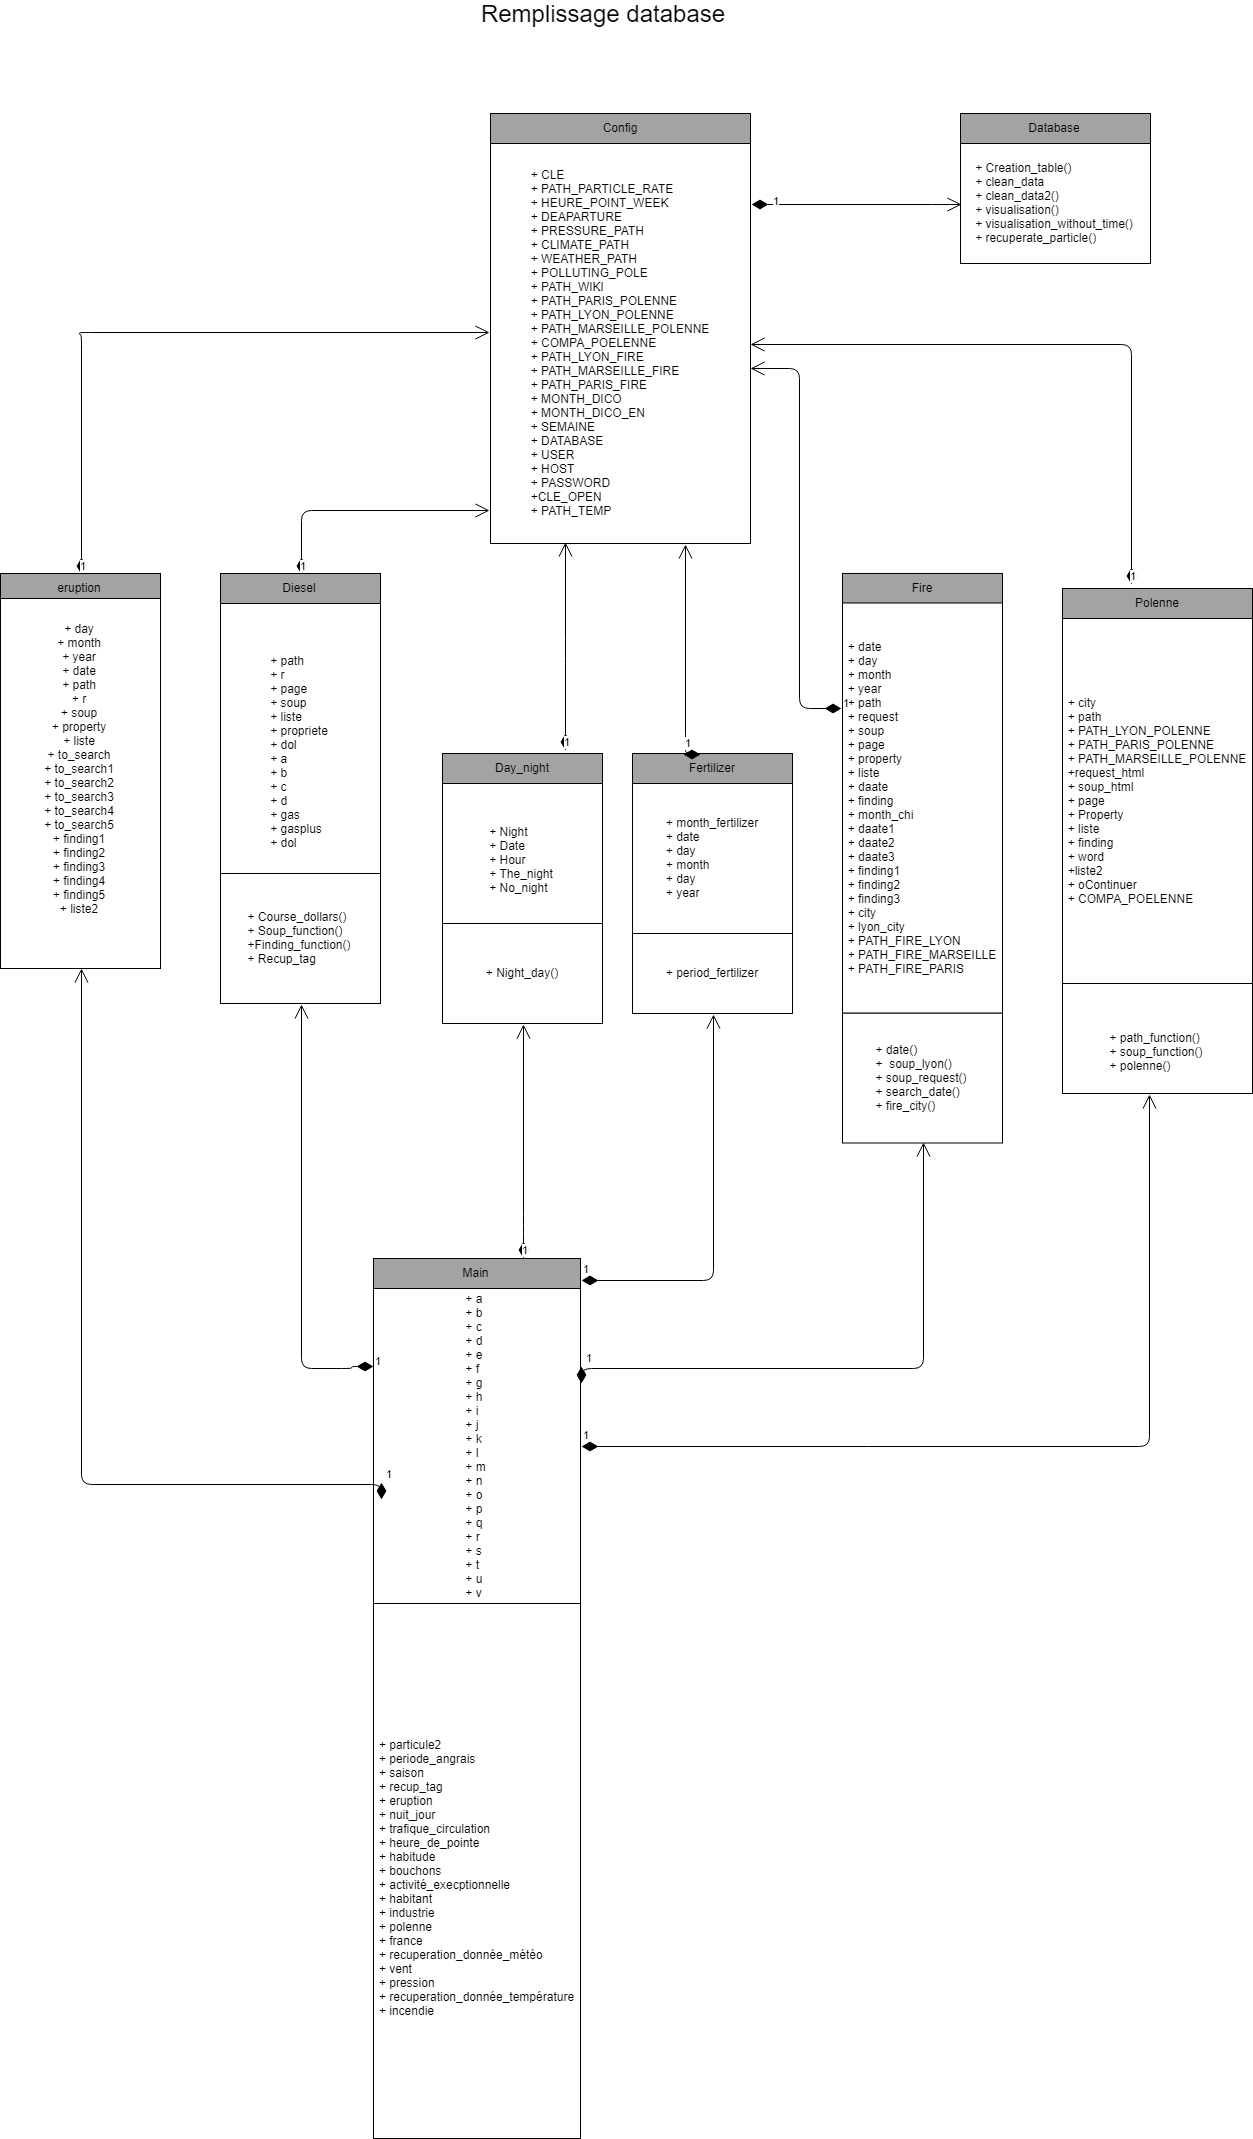 Remplissage database
Config
+ CLE
+ PATH_PARTICLE_RATE
+ HEURE_POINT_WEEK
+ DEAPARTURE
+ PRESSURE_PATH
+ CLIMATE_PATH
+ WEATHER_PATH
+ POLLUTING_POLE
+ PATH_WIKI
+ PATH_PARIS_POLENNE
+ PATH_LYON_POLENNE
+ PATH_MARSEILLE_POLENNE
+ COMPA_POELENNE
+ PATH_LYON_FIRE
+ PATH_MARSEILLE_FIRE
+ PATH_PARIS_FIRE
+ MONTH_DICO
+ MONTH_DICO_EN
+ SEMAINE
+ DATABASE
+ USER
+ HOST
+ PASSWORD
+CLE_OPEN
+ PATH_TEMP
1
Database
+ Creation_table()
+ clean_data
+ clean_data2()
+ visualisation()
+ visualisation_without_time()
+ recuperate_particle()
1
eruption
+ day
+ month
+ year
+ date
+ path
+ r
+ soup
+ property
+ liste
+ to_search
+ to_search1
+ to_search2
+ to_search3
+ to_search4
+ to_search5
+ finding1
+ finding2
+ finding3
+ finding4
+ finding5
+ liste2
1
Diesel
+ path
+ r
+ page
+ soup
+ liste
+ propriete
+ dol
+ a
+ b
+ c
+ d
+ gas
+ gasplus
+ dol
+ Course_dollars()
+ Soup_function()
+Finding_function()
+ Recup_tag
1
Day_night
+ Night
+ Date
+ Hour
+ The_night
+ No_night
+ Night_day()
1
Fertilizer
+ month_fertilizer
+ date
+ day
+ month
+ day
+ year
+ period_fertilizer
Fire
+ date
+ day
+ month
+ year
1
+ path
+ request
+ soup
+ page
+ property
+ liste
+ daate
+ finding
+ month_chi
+ daate1
+ daate2
+ daate3
+ finding1
+ finding2
+ finding3
+ city
+ lyon_city
+ PATH_FIRE_LYON
+ PATH_FIRE_MARSEILLE
+ PATH_FIRE_PARIS
+ date()
+ soup_lyon()
+ soup_request()
+ search_date()
+ fire_city()
1
Polenne
+ city
+ path
+ PATH_LYON_POLENNE
+ PATH_PARIS_POLENNE
+ PATH_MARSEILLE_POLENNE
+request_html
+ soup_html
+ page
+ Property
+ liste
+ finding
+ word
+liste2
+ oContinuer
+ COMPA_POELENNE
+ path_function()
+ soup_function()
+ polenne()
1
Main
1
+ a
+ b
+ c
+ d
+ e
1
1
+ f
+ g
+ h
+ i
+ j
+ k
1
+ l
+ m
1
+ n
+ o
+ p
+ q
+ r
+ s
+ t
+ u
+ v
+ particule2
+ periode_angrais
+ saison
+ recup_tag
+ eruption
+ nuit_jour
+ trafique_circulation
+ heure_de_pointe
+ habitude
+ bouchons
+ activité_execptionnelle
+ habitant
+ industrie
+ polenne
+ france
+ recuperation_donnée_météo
+ vent
+ pression
+ recuperation_donnée_température
+ incendie